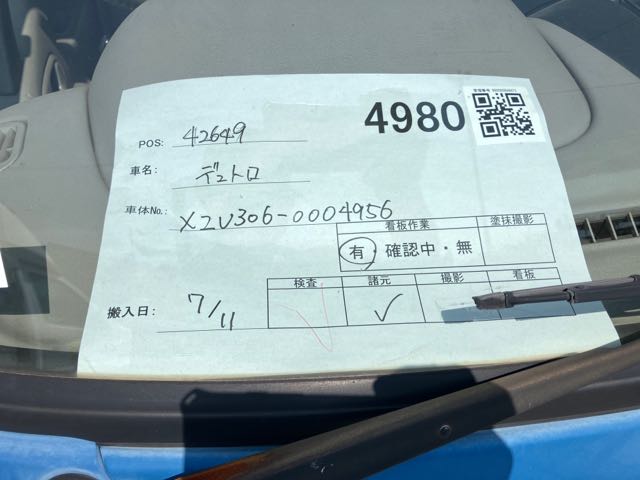 4980
POS: 42649
車名: デュトロ
車体No.: XZU306-0004956
看板作業 塗抹撮影
有・確認中・無
検査 諸元 撮影 看板
搬入日: 7/11